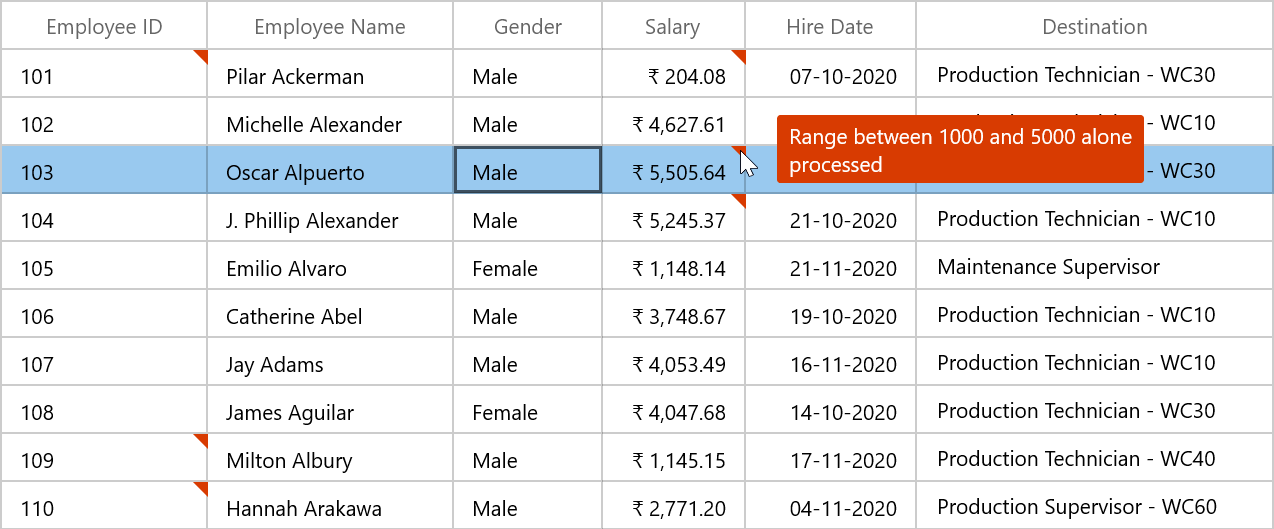 Employee ID Employee Name Gender Salary Hire Date Destination
101 Pilar Ackerman Male ₹ 204.08 07-10-2020 Production Technician - WC30
102 Michelle Alexander Male ₹ 4,627.61 - WC10
Range between 1000 and 5000 alone
processed
103 Oscar Alpuerto Male ₹ 5,505.64 - WC30
104 J. Phillip Alexander Male ₹ 5,245.37 21-10-2020 Production Technician - WC10
105 Emilio Alvaro Female ₹ 1,148.14 21-11-2020 Maintenance Supervisor
106 Catherine Abel Male ₹ 3,748.67 19-10-2020 Production Technician - WC10
107 Jay Adams Male ₹ 4,053.49 16-11-2020 Production Technician - WC10
108 James Aguilar Female ₹ 4,047.68 14-10-2020 Production Technician - WC30
109 Milton Albury Male ₹ 1,145.15 17-11-2020 Production Technician - WC40
110 Hannah Arakawa Male ₹ 2,771.20 04-11-2020 Production Supervisor - WC60